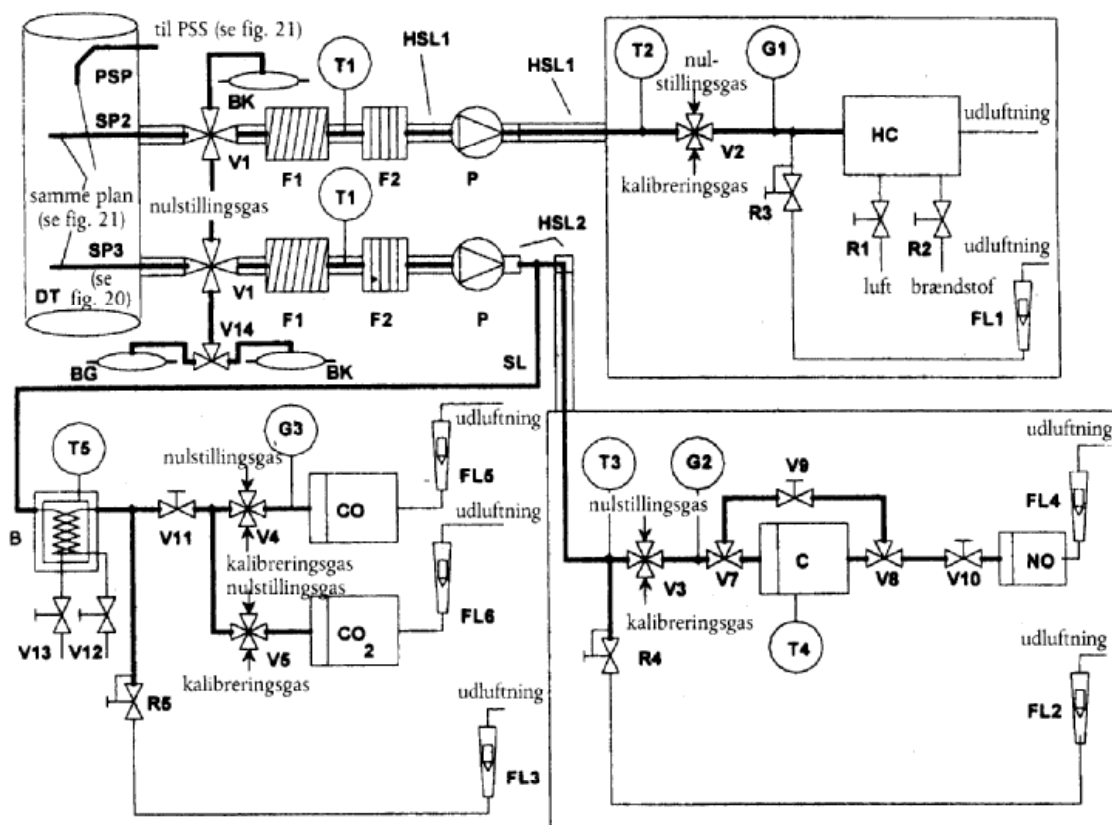 til PSS (se fig. 21)
PSP
BK
T1
HSL1
HSL1
T2
nul-
stillingsgas
G1
SP2
V1
F1
F2
P
V2
HC
udluftning
samme plan
(se fig. 21)
nulstillingsgas
T1
kalibreringsgas
R3
R1
R2
luft
brændstof
udluftning
FL1
HSL2
SP3
(se
fig. 20)
DT
V1
F1
F2
P
V14
BG
BK
SL
T5
nulstillingsgas
G3
udluftning
FL5
CO
B
V11
V4
kalibreringsgas
nulstillingsgas
udluftning
FL6
CO
2
V13
V12
V5
kalibreringsgas
R5
udluftning
FL3
T3
G2
V9
udluftning
FL4
nulstillingsgas
C
V3
V7
V8
V10
NO
kalibreringsgas
R4
T4
udluftning
FL2